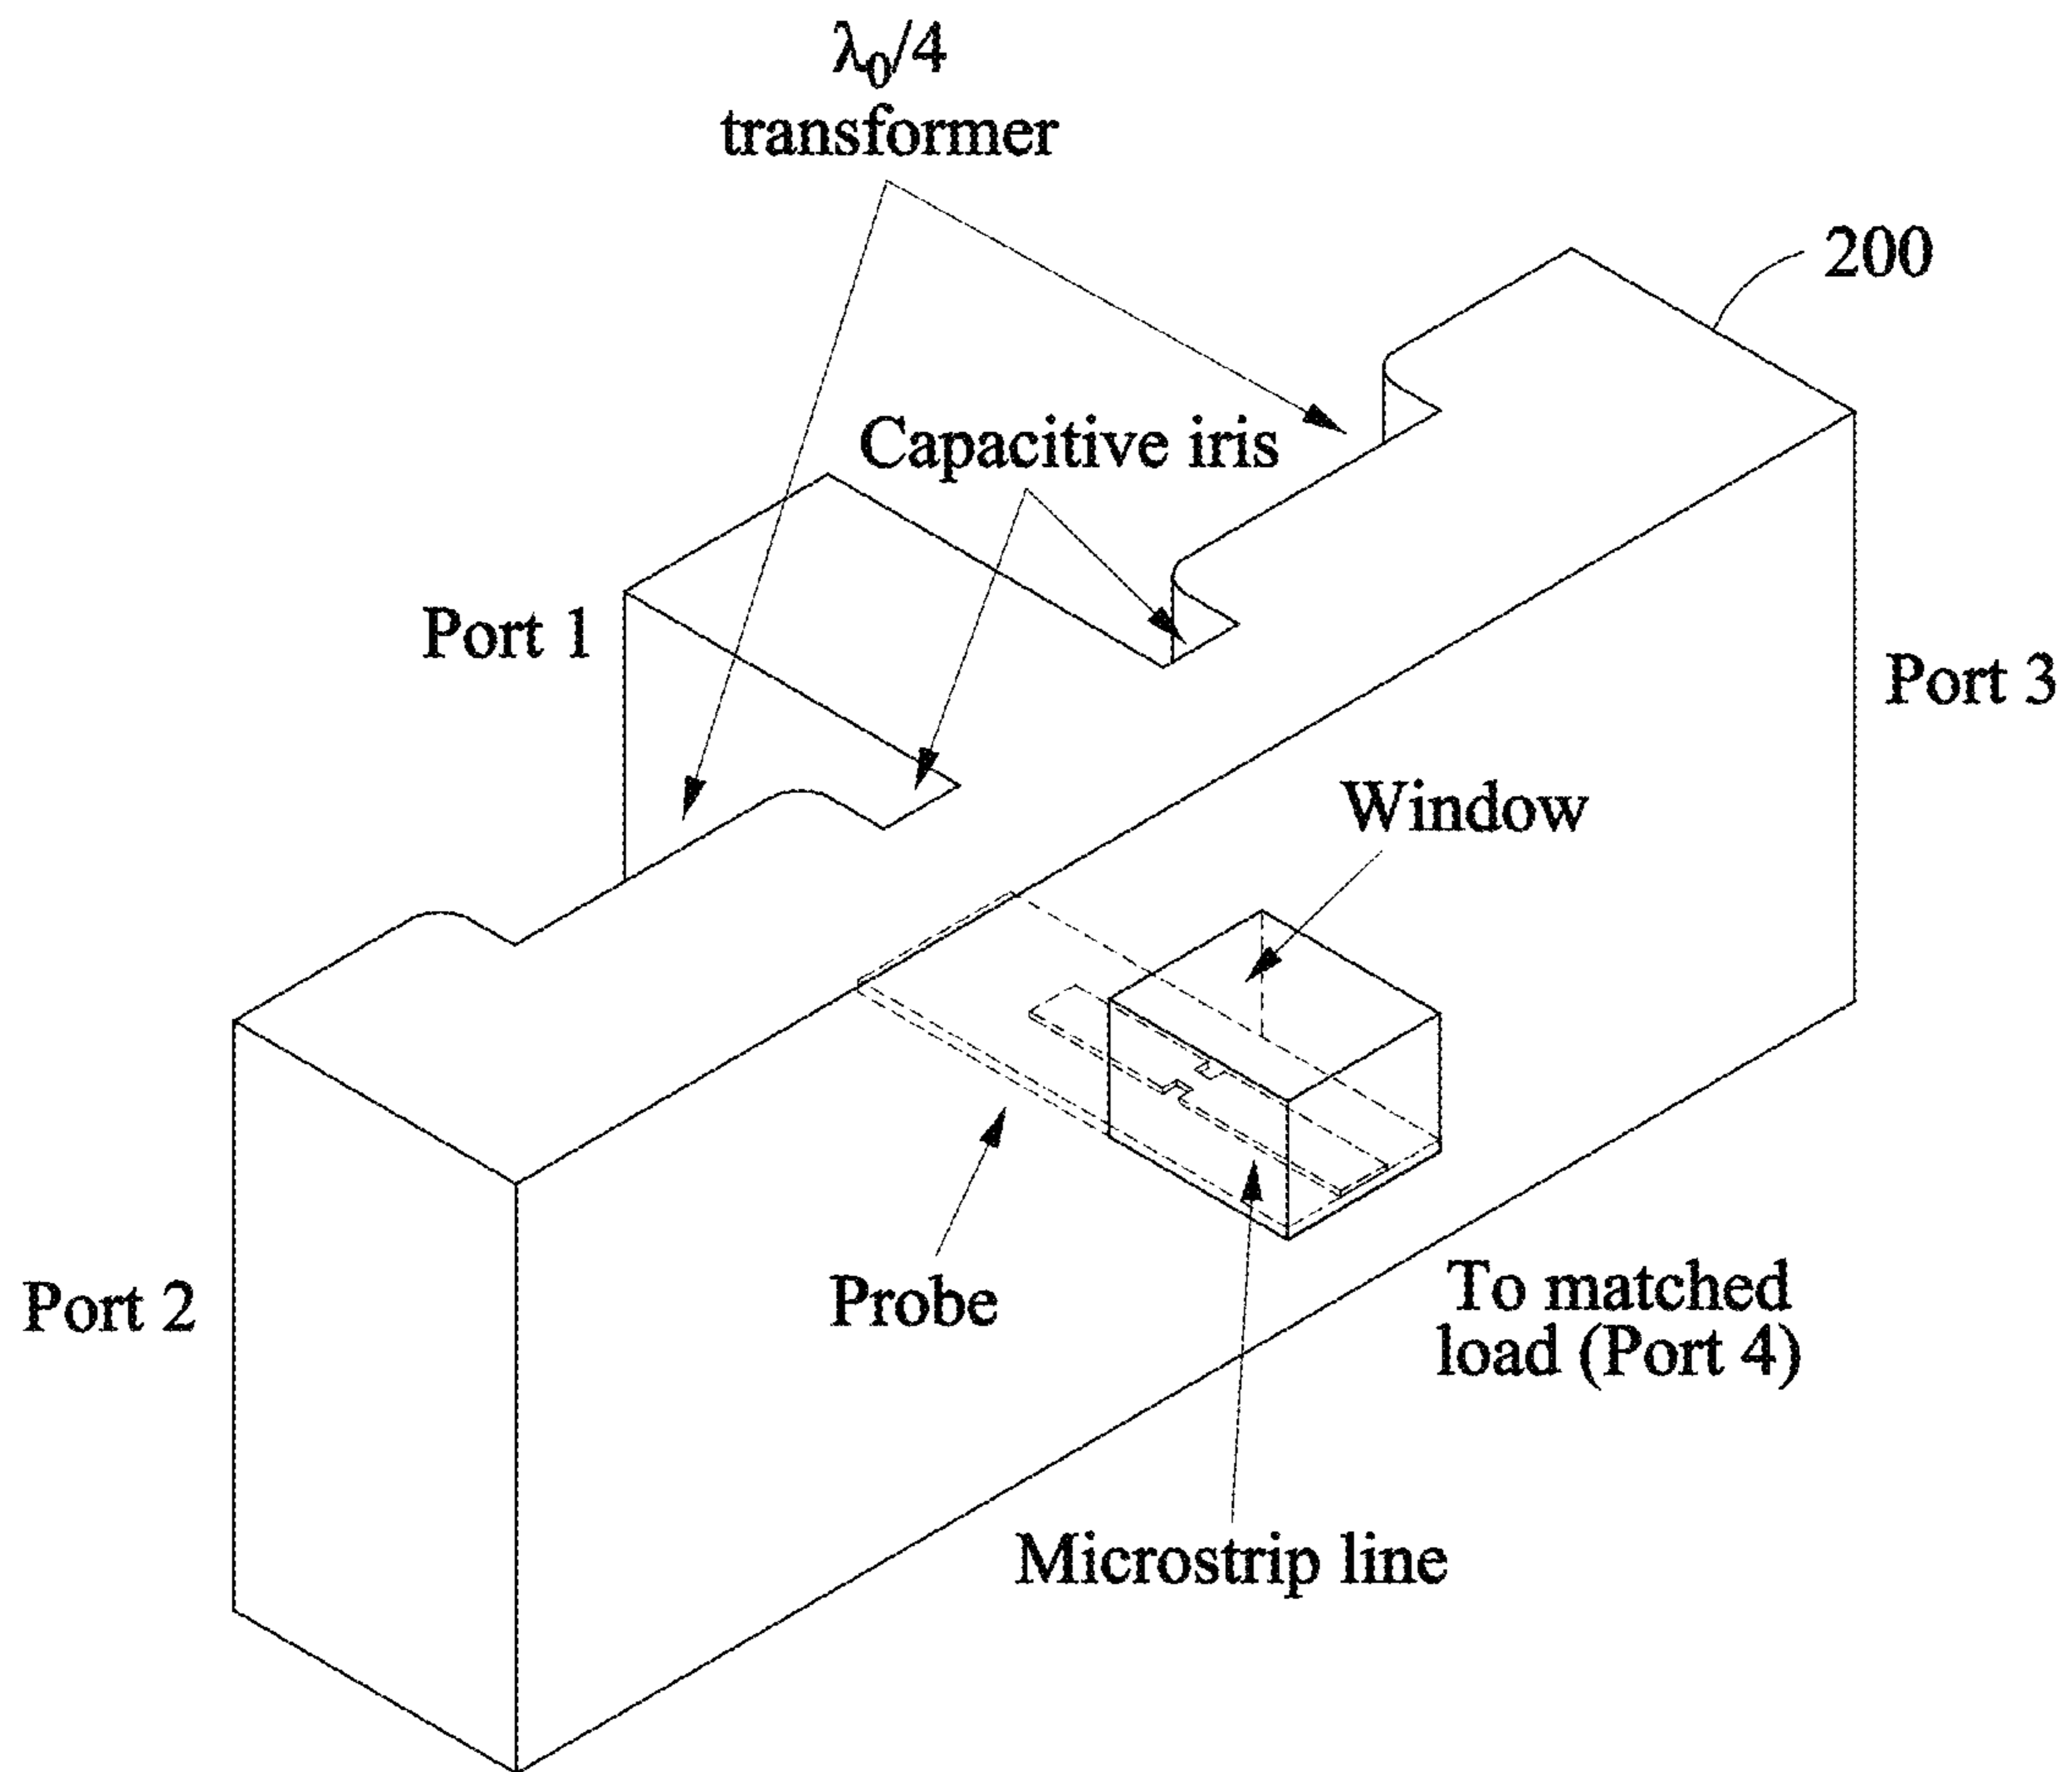 λ₀/4
transformer
200
Capacitive iris
Port 1
Port 3
Window
Probe
To matched
load (Port 4)
Port 2
Microstrip line